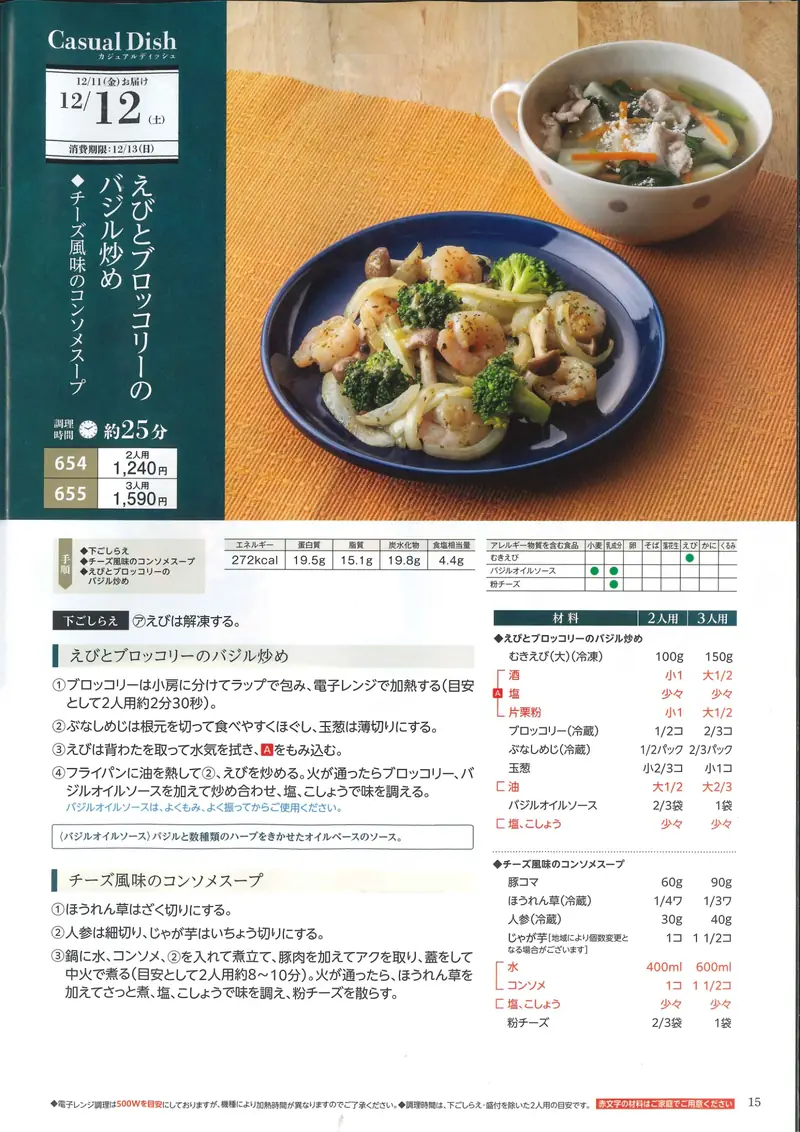 Casual Dish
カジュアルディッシュ
12/11(金)お届け
12/12(土)
消費期限:12/13(日)
えびとブロッコリーの
バジル炒め
◆チーズ風味のコンソメスープ
調理時間 約25分
654 2人用 1,240円
655 3人用 1,590円
手順
◆下ごしらえ
◆チーズ風味のコンソメスープ
◆えびとブロッコリーの
バジル炒め
エネルギー 蛋白質 脂質 炭水化物 食塩相当量
272kcal 19.5g 15.1g 19.8g 4.4g
アレルギー物質を含む食品 小麦 乳成分 卵 そば 落花生 えび かに くるみ
むきえび ●
バジルオイルソース ● ●
粉チーズ ●
下ごしらえ ㋐えびは解凍する。
えびとブロッコリーのバジル炒め
①ブロッコリーは小房に分けてラップで包み、電子レンジで加熱する(目安
として2人用約2分30秒)。
②ぶなしめじは根元を切って食べやすくほぐし、玉葱は薄切りにする。
③えびは背わたを取って水気を拭き、Aをもみ込む。
④フライパンに油を熱して②、えびを炒める。火が通ったらブロッコリー、バ
ジルオイルソースを加えて炒め合わせ、塩、こしょうで味を調える。
バジルオイルソースは、よくもみ、よく振ってからご使用ください。
〈バジルオイルソース〉バジルと数種類のハーブをきかせたオイルベースのソース。
チーズ風味のコンソメスープ
①ほうれん草はざく切りにする。
②人参は細切り、じゃが芋はいちょう切りにする。
③鍋に水、コンソメ、②を入れて煮立て、豚肉を加えてアクを取り、蓋をして
中火で煮る(目安として2人用約8～10分)。火が通ったら、ほうれん草を
加えてさっと煮、塩、こしょうで味を調え、粉チーズを散らす。
材料 2人用 3人用
◆えびとブロッコリーのバジル炒め
むきえび(大)(冷凍) 100g 150g
A
酒 小1 大1/2
塩 少々 少々
片栗粉 小1 大1/2
ブロッコリー(冷蔵) 1/2コ 2/3コ
ぶなしめじ(冷蔵) 1/2パック 2/3パック
玉葱 小2/3コ 小1コ
油 大1/2 大2/3
バジルオイルソース 2/3袋 1袋
塩、こしょう 少々 少々
◆チーズ風味のコンソメスープ
豚コマ 60g 90g
ほうれん草(冷蔵) 1/4ワ 1/3ワ
人参(冷蔵) 30g 40g
じゃが芋[地域により個数変更と
なる場合がございます] 1コ 1 1/2コ
水 400ml 600ml
コンソメ 1コ 1 1/2コ
塩、こしょう 少々 少々
粉チーズ 2/3袋 1袋
◆電子レンジ調理は500Wを目安にしておりますが、機種により加熱時間が異なりますのでご了承ください。◆調理時間は、下ごしらえ・盛付を除いた2人用の目安です。 赤文字の材料はご家庭でご用意ください
15